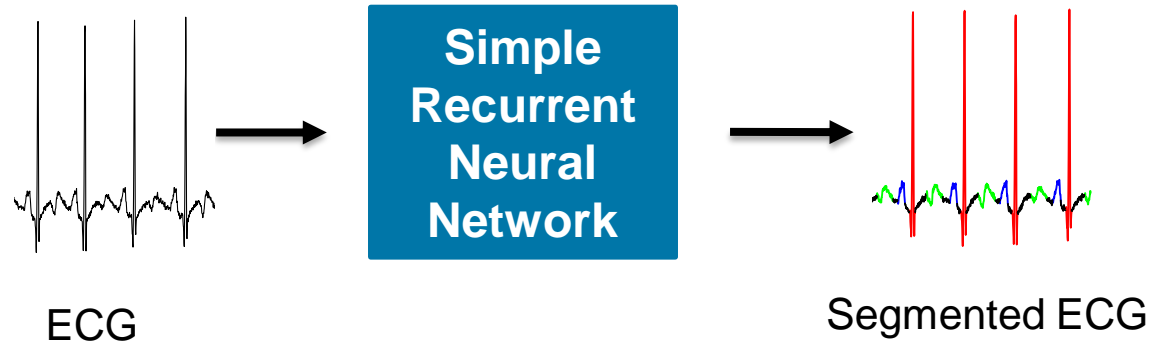 Simple
Recurrent
Neural
Network
ECG
Segmented ECG